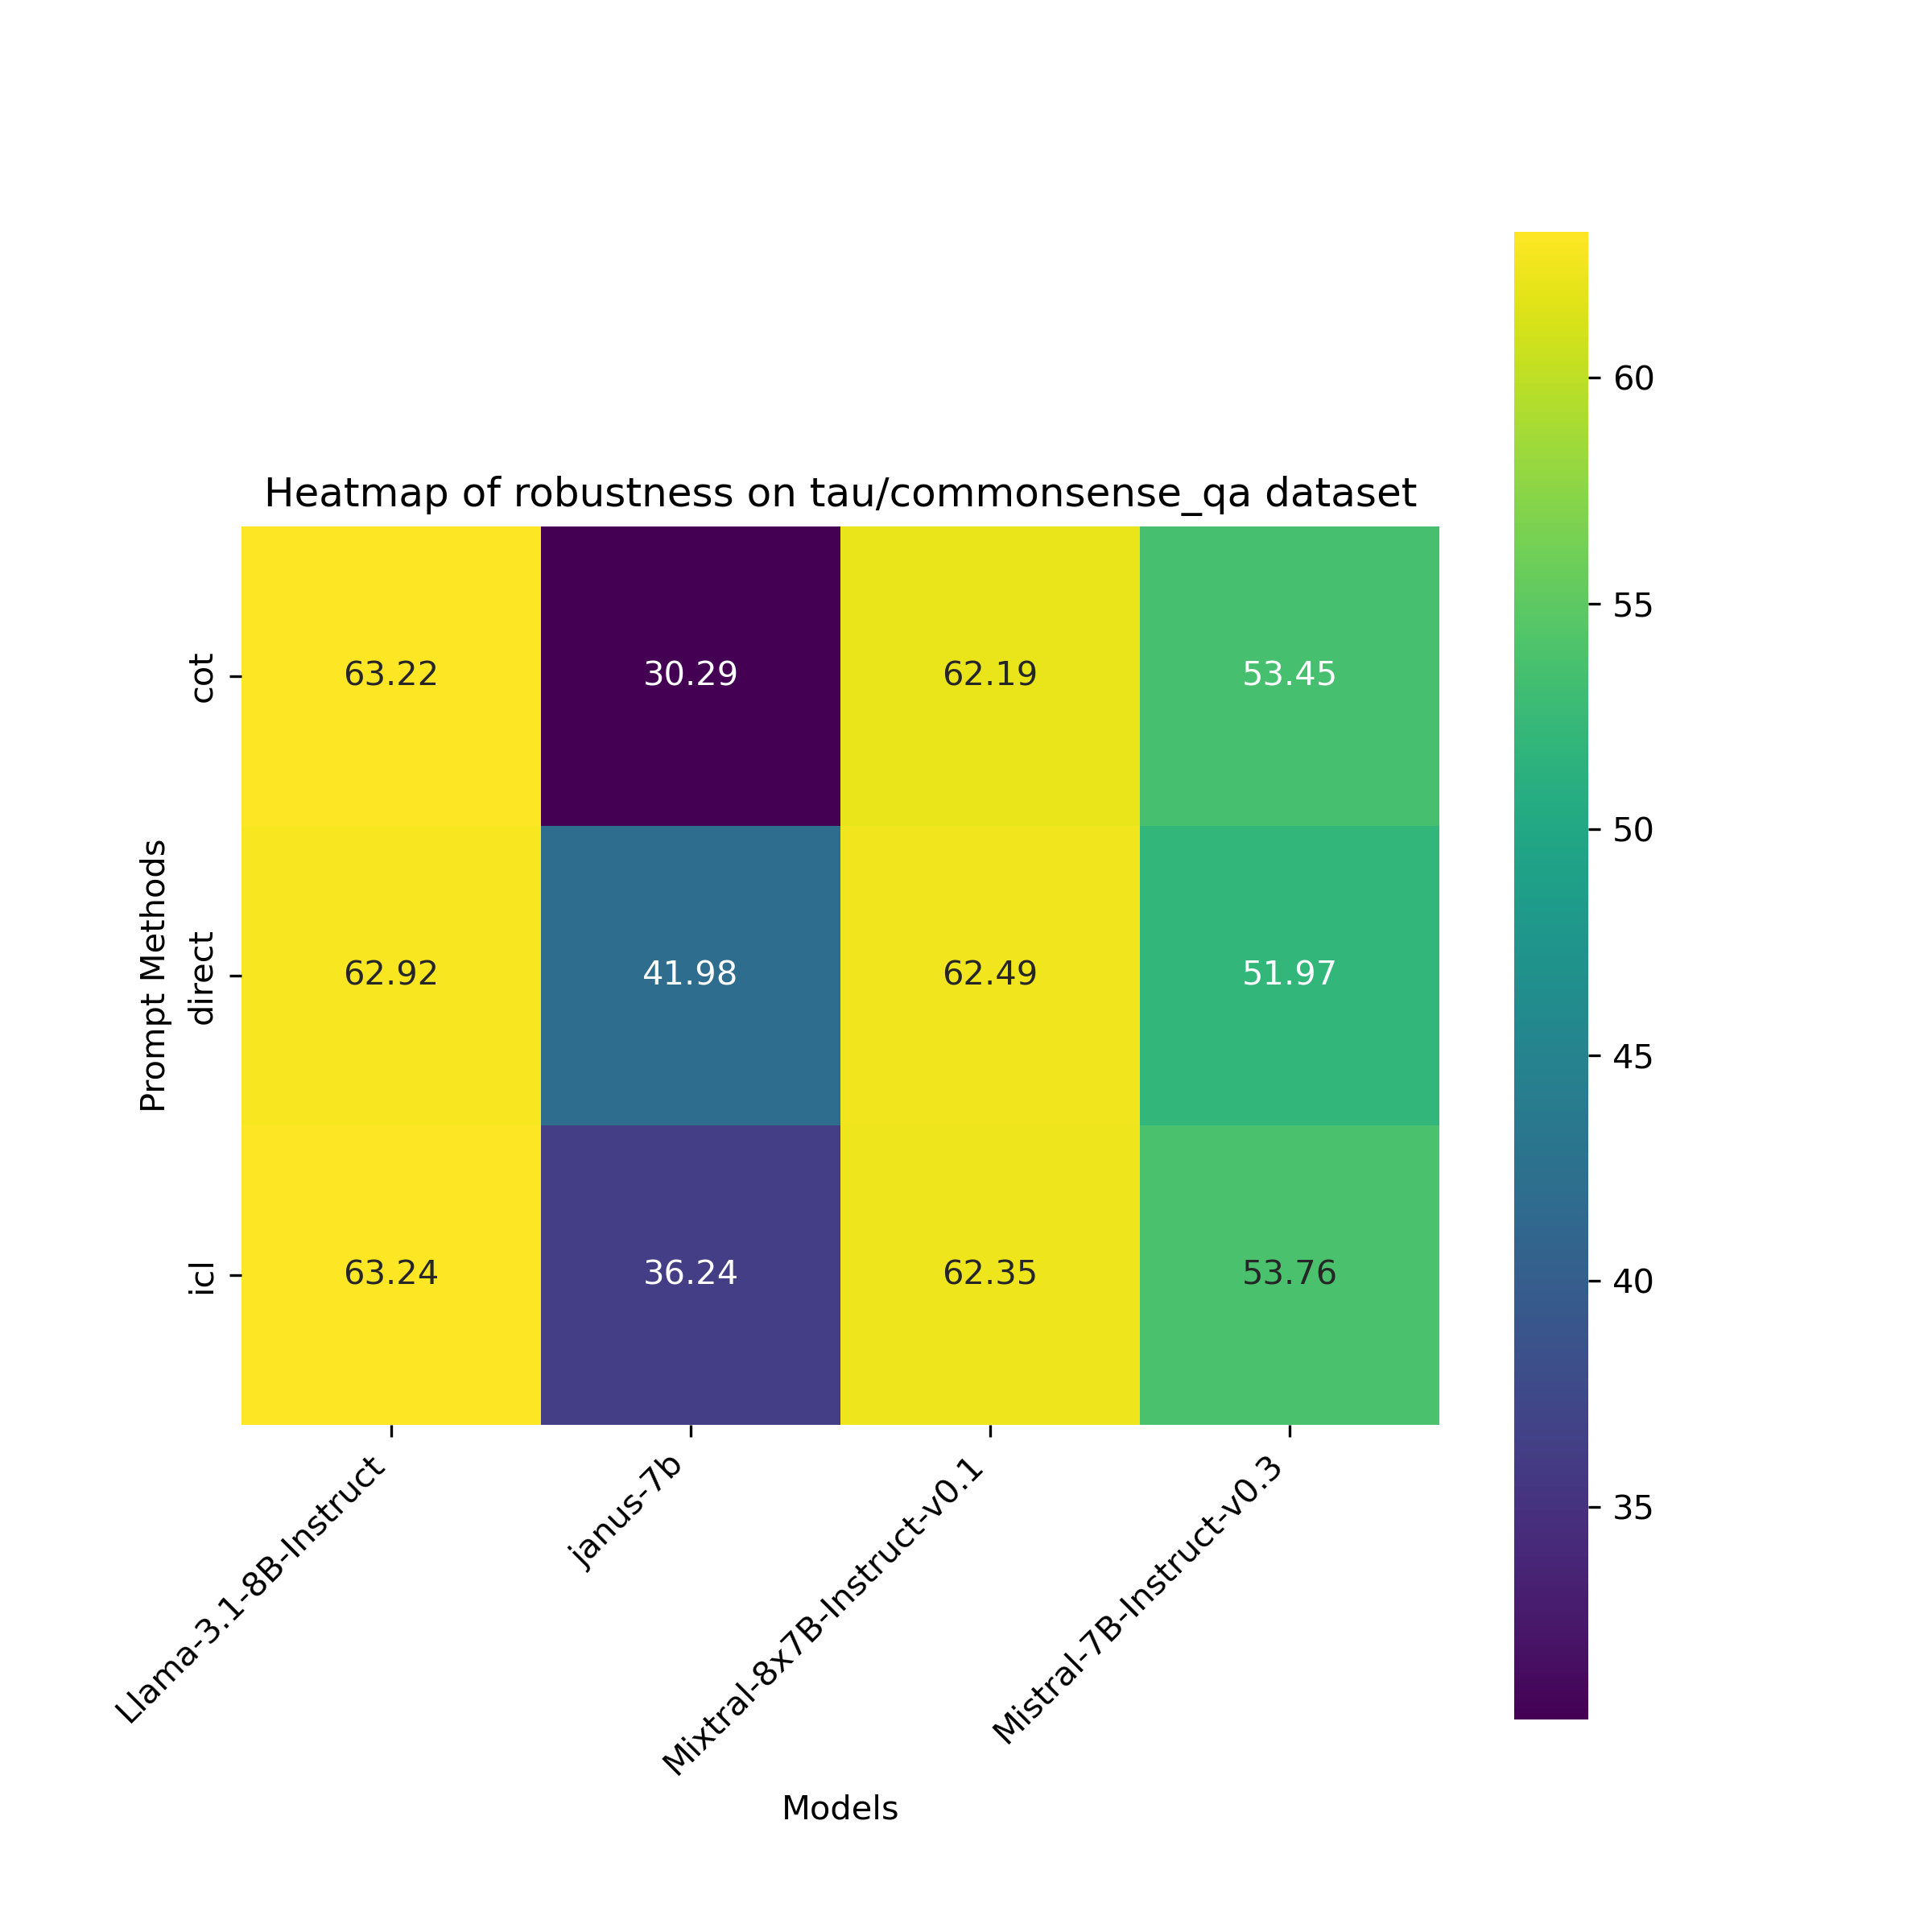 Heatmap of robustness on tau/commonsense_qa dataset
Prompt Methods
cot
63.22 30.29 62.19 53.45
direct
62.92 41.98 62.49 51.97
icl
63.24 36.24 62.35 53.76
Llama-3.1-8B-Instruct
janus-7b
Mixtral-8x7B-Instruct-v0.1
Mistral-7B-Instruct-v0.3
Models
60
55
50
45
40
35